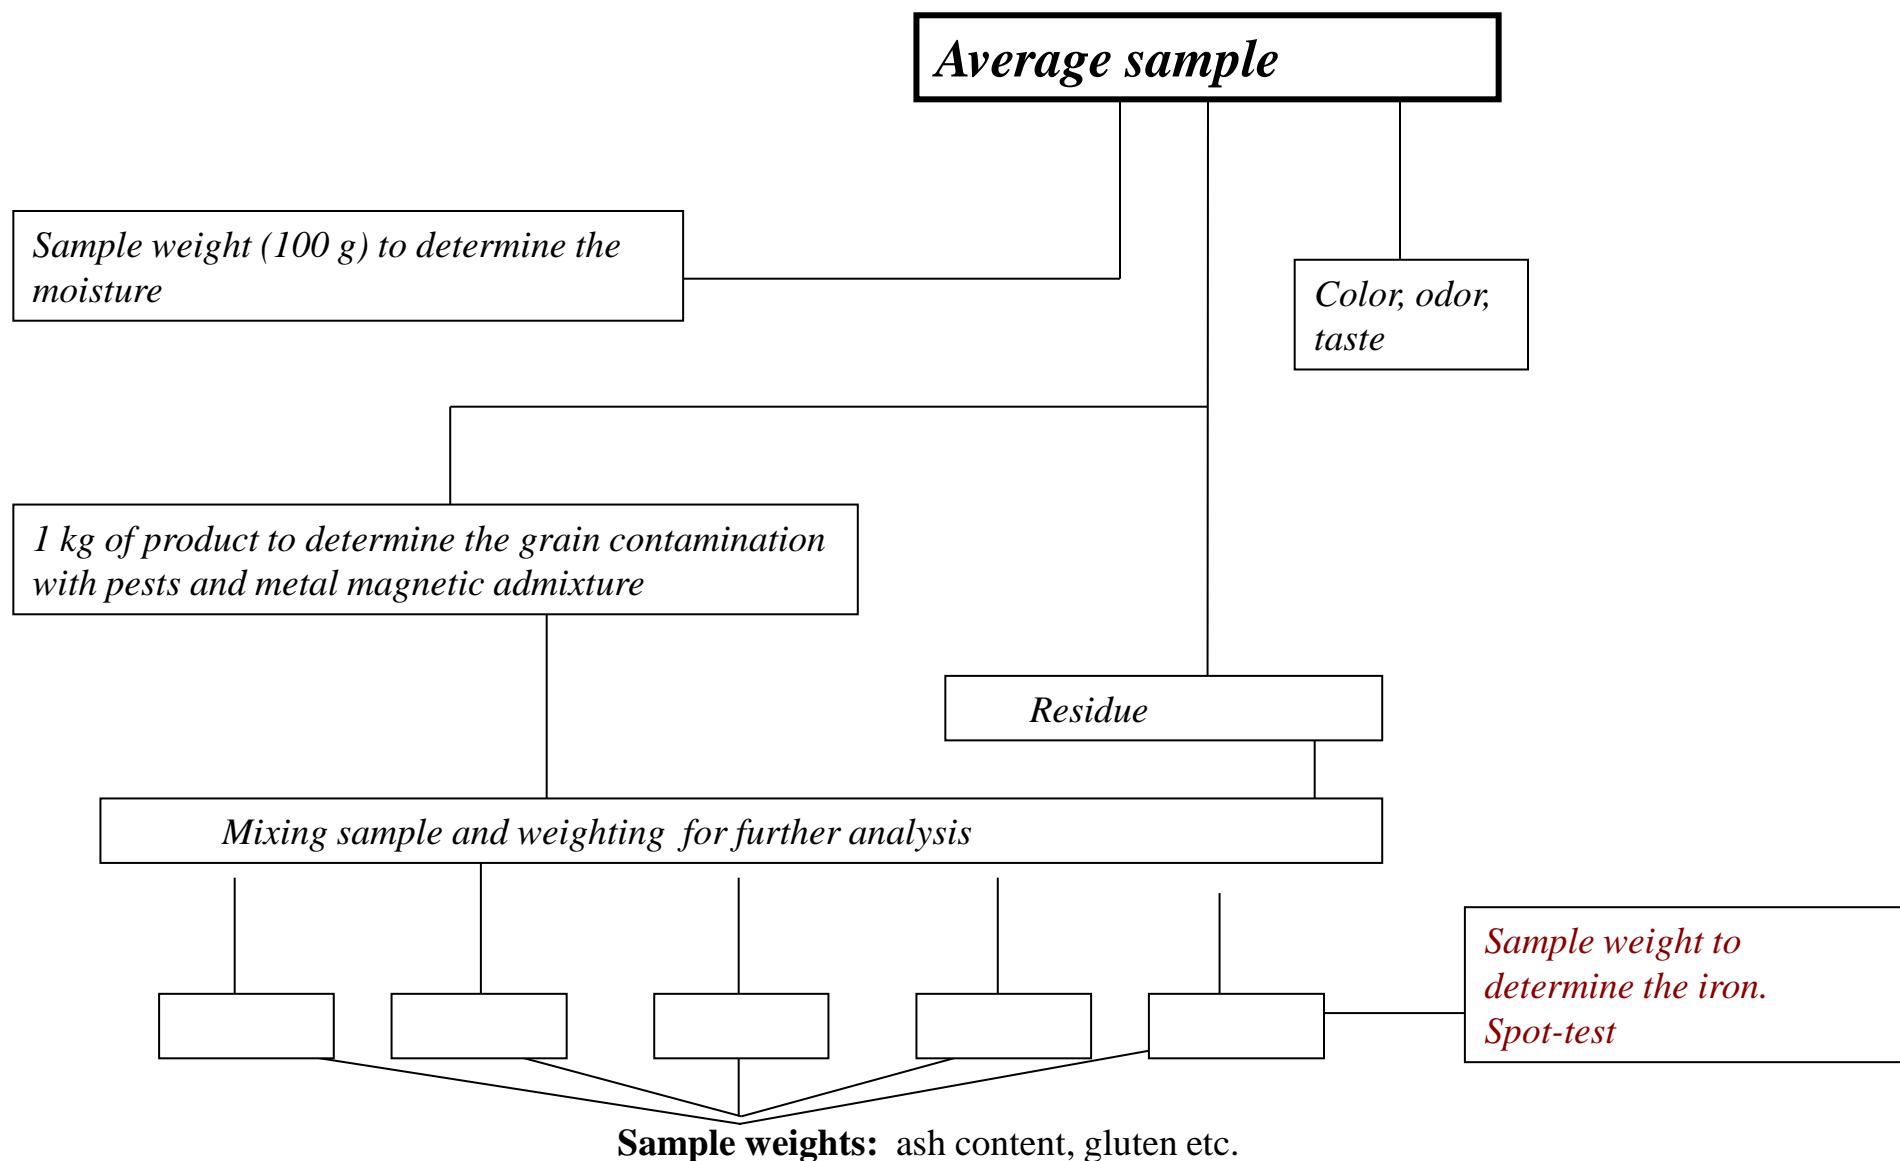 Average sample
Sample weight (100 g) to determine the
moisture
Color, odor,
taste
1 kg of product to determine the grain contamination
with pests and metal magnetic admixture
Residue
Mixing sample and weighting for further analysis
Sample weight to
determine the iron.
Spot-test
Sample weights: ash content, gluten etc.